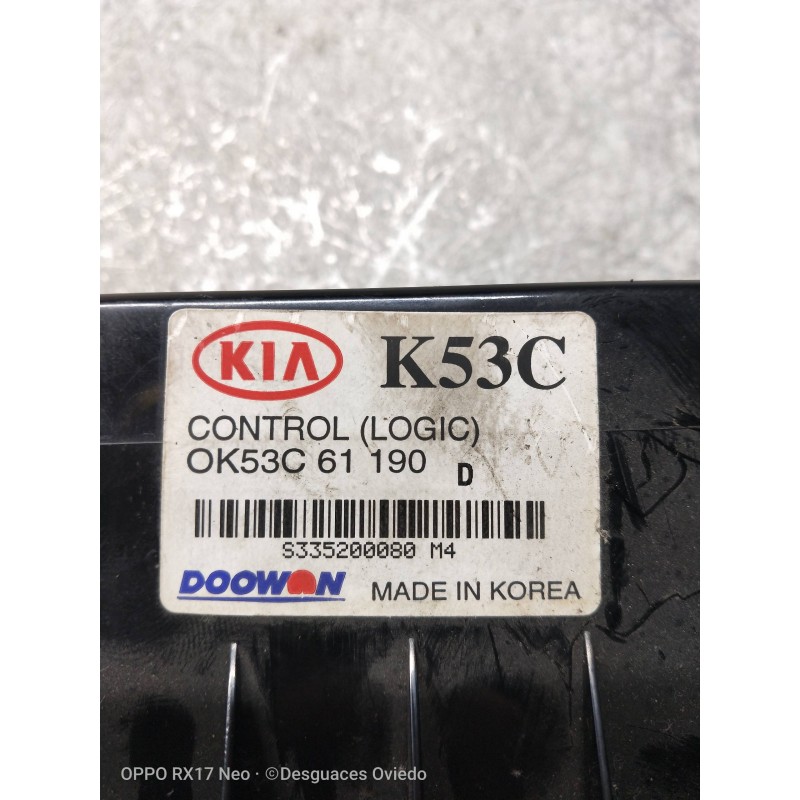 KIA K53C
CONTROL (LOGIC)
OK53C 61 190 D
S335200080 M4
DOOWON MADE IN KOREA
OPPO RX17 Neo · ©Desguaces Oviedo